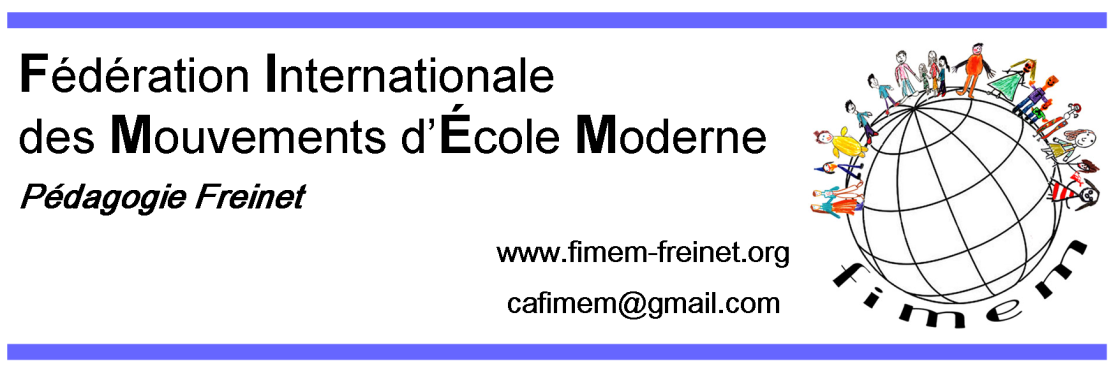 Fédération Internationale
des Mouvements d'École Moderne
Pédagogie Freinet
www.fimem-freinet.org
cafimem@gmail.com
fimem